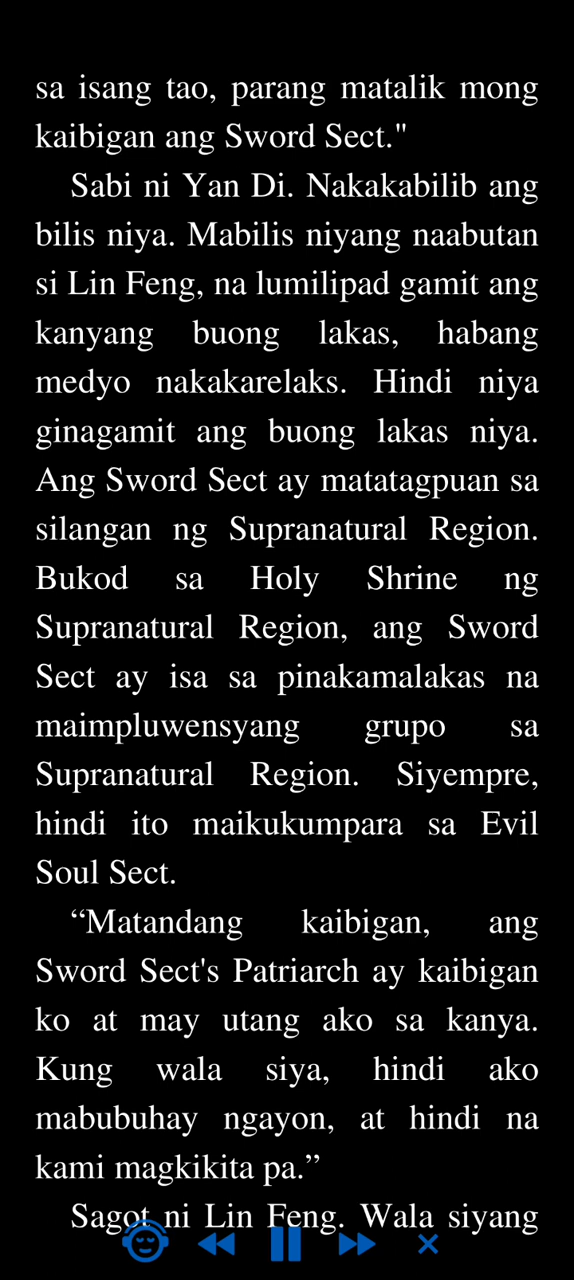 sa isang tao, parang matalik mong
kaibigan ang Sword Sect."
Sabi ni Yan Di. Nakakabilib ang
bilis niya. Mabilis niyang naabutan
si Lin Feng, na lumilipad gamit ang
kanyang buong lakas, habang
medyo nakakarelaks. Hindi niya
ginagamit ang buong lakas niya.
Ang Sword Sect ay matatagpuan sa
silangan ng Supranatural Region.
Bukod sa Holy Shrine ng
Supranatural Region, ang Sword
Sect ay isa sa pinakamalakas na
maimpluwensyang grupo sa
Supranatural Region. Siyempre,
hindi ito maikukumpara sa Evil
Soul Sect.
“Matandang kaibigan, ang
Sword Sect's Patriarch ay kaibigan
ko at may utang ako sa kanya.
Kung wala siya, hindi ako
mabubuhay ngayon, at hindi na
kami magkikita pa.”
Sagot ni Lin Feng. Wala siyang